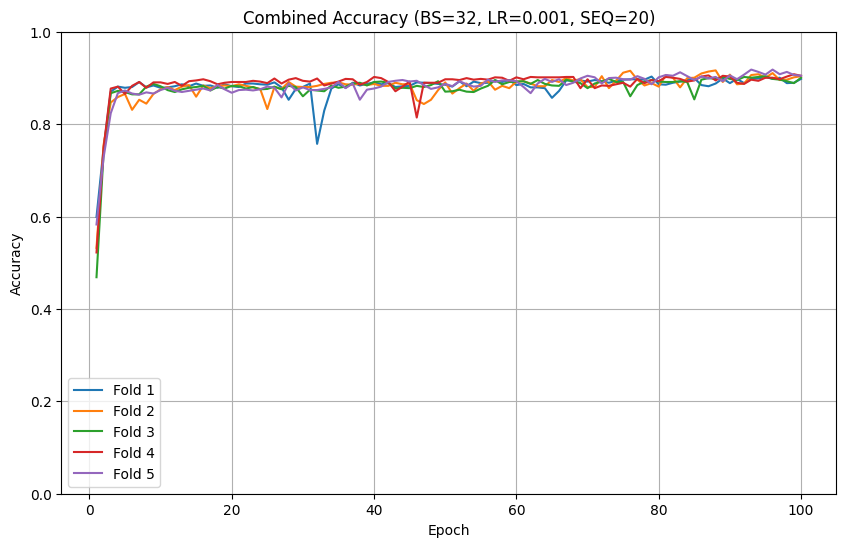 Combined Accuracy (BS=32, LR=0.001, SEQ=20)
1.0
0.8
0.6
0.4
0.2
0.0
Accuracy
Fold 1
Fold 2
Fold 3
Fold 4
Fold 5
0 20 40 60 80 100
Epoch